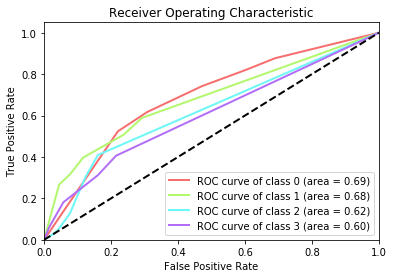 Receiver Operating Characteristic
True Positive Rate
1.0
0.8
0.6
0.4
0.2
0.0
ROC curve of class 0 (area = 0.69)
ROC curve of class 1 (area = 0.68)
ROC curve of class 2 (area = 0.62)
ROC curve of class 3 (area = 0.60)
0.0 0.2 0.4 0.6 0.8 1.0
False Positive Rate